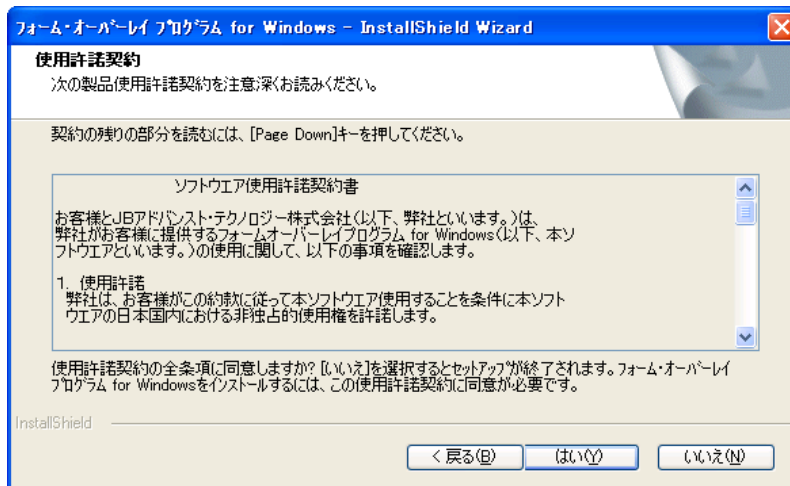 フォーム・オーバーレイ プログラム for Windows - InstallShield Wizard
使用許諾契約
次の製品使用許諾契約を注意深くお読みください。
契約の残りの部分を読むには、[Page Down]キーを押してください。
ソフトウエア使用許諾契約書
お客様とJBアドバンスト・テクノロジー株式会社(以下、弊社といいます。)は、
弊社がお客様に提供するフォームオーバーレイプログラム for Windows(以下、本ソ
フトウエアといいます。)の使用に関して、以下の事項を確認します。
1. 使用許諾
弊社は、お客様がこの約款に従って本ソフトウエア使用することを条件に本ソフト
ウエアの日本国内における非独占的使用権を許諾します。
使用許諾契約の全条項に同意しますか? [いいえ]を選択するとセットアップが終了されます。フォーム・オーバーレイ
プログラム for Windowsをインストールするには、この使用許諾契約に同意が必要です。
InstallShield
< 戻る(B) はい(Y) いいえ(N)